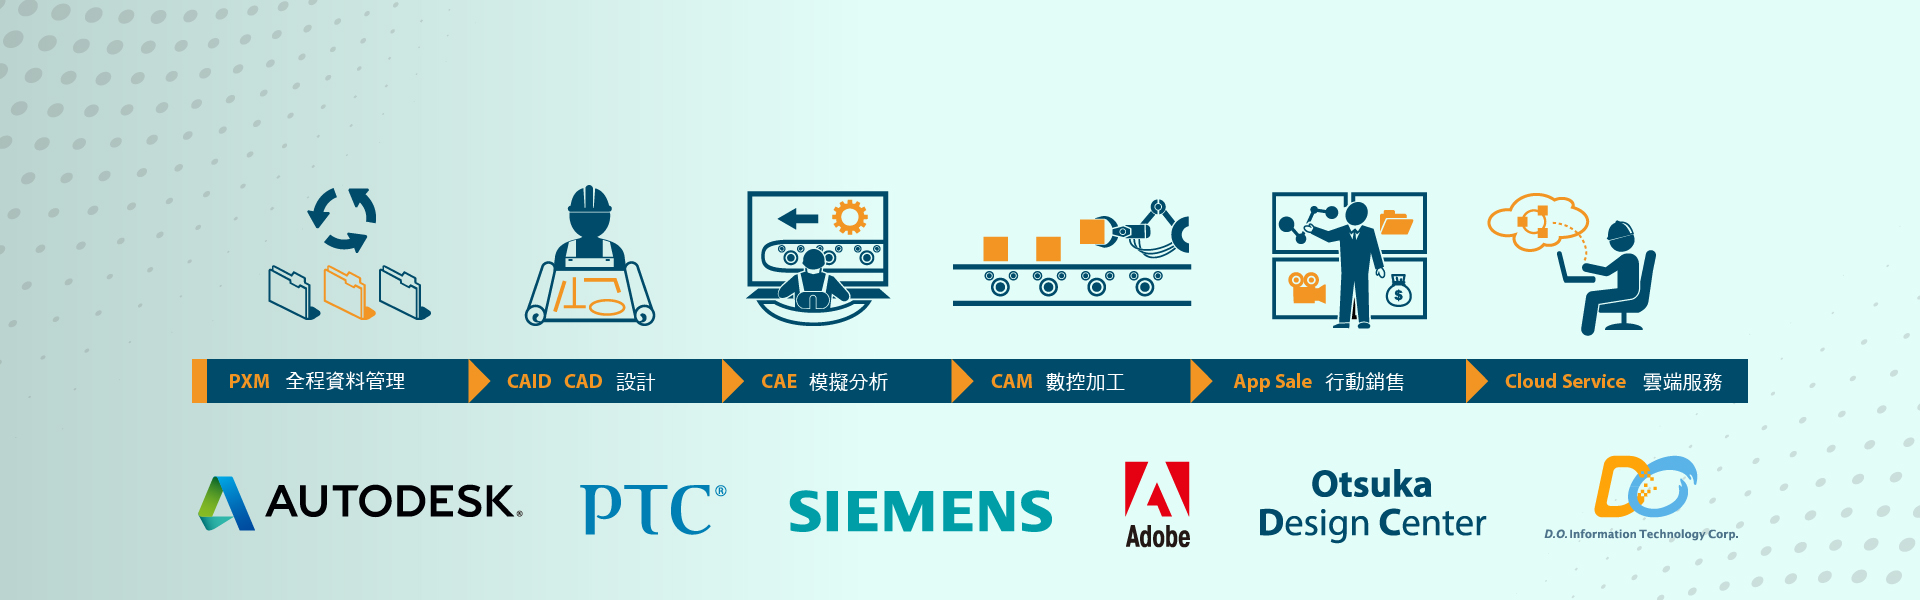 PXM 全程資料管理
CAID CAD 設計
CAE 模擬分析
CAM 數控加工
App Sale 行動銷售
Cloud Service 雲端服務
$
AUTODESK®
PTC®
SIEMENS
Adobe
Otsuka
Design Center
DO
D.O. Information Technology Corp.